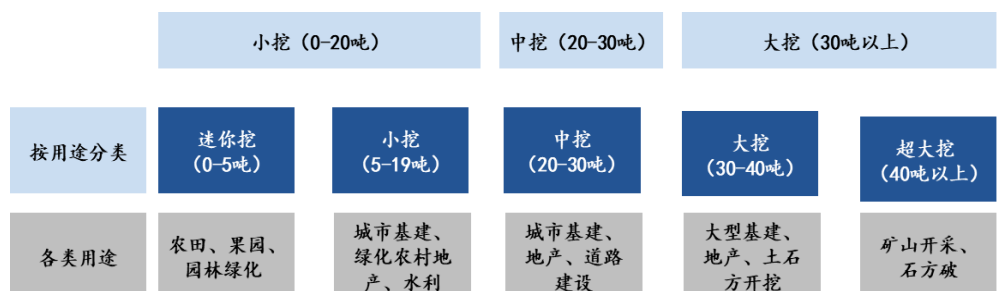 小挖（0-20吨）
中挖（20-30吨）
大挖（30吨以上）
按用途分类
迷你挖
（0-5吨）
小挖
（5-19吨）
中挖
（20-30吨）
大挖
（30-40吨）
超大挖
（40吨以上）
各类用途
农田、果园、
园林绿化
城市基建、
绿化农村地
产、水利
城市基建、
地产、道路
建设
大型基建、
地产、土石
方开挖
矿山开采、
石方破